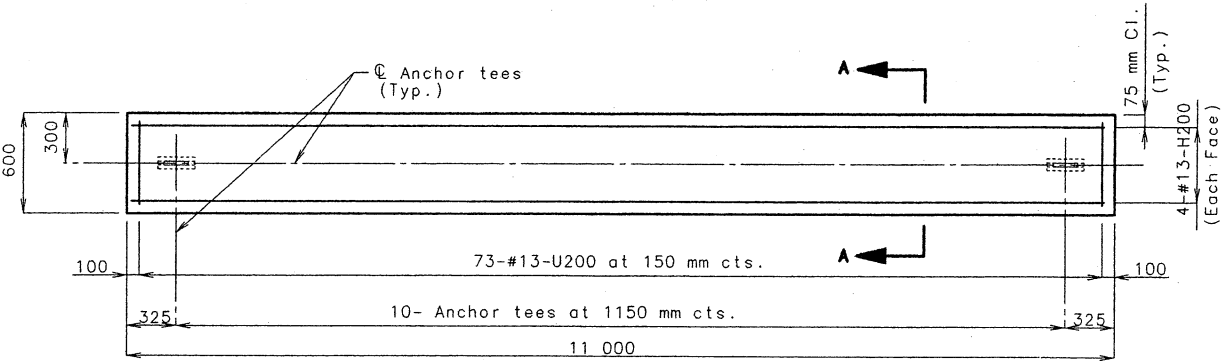 ℄ Anchor tees
(Typ.)
A
75 mm Cl.
(Typ.)
600
300
4-#13-H200
(Each Face)
A
100
73-#13-U200 at 150 mm cts.
100
325
10- Anchor tees at 1150 mm cts.
325
11 000